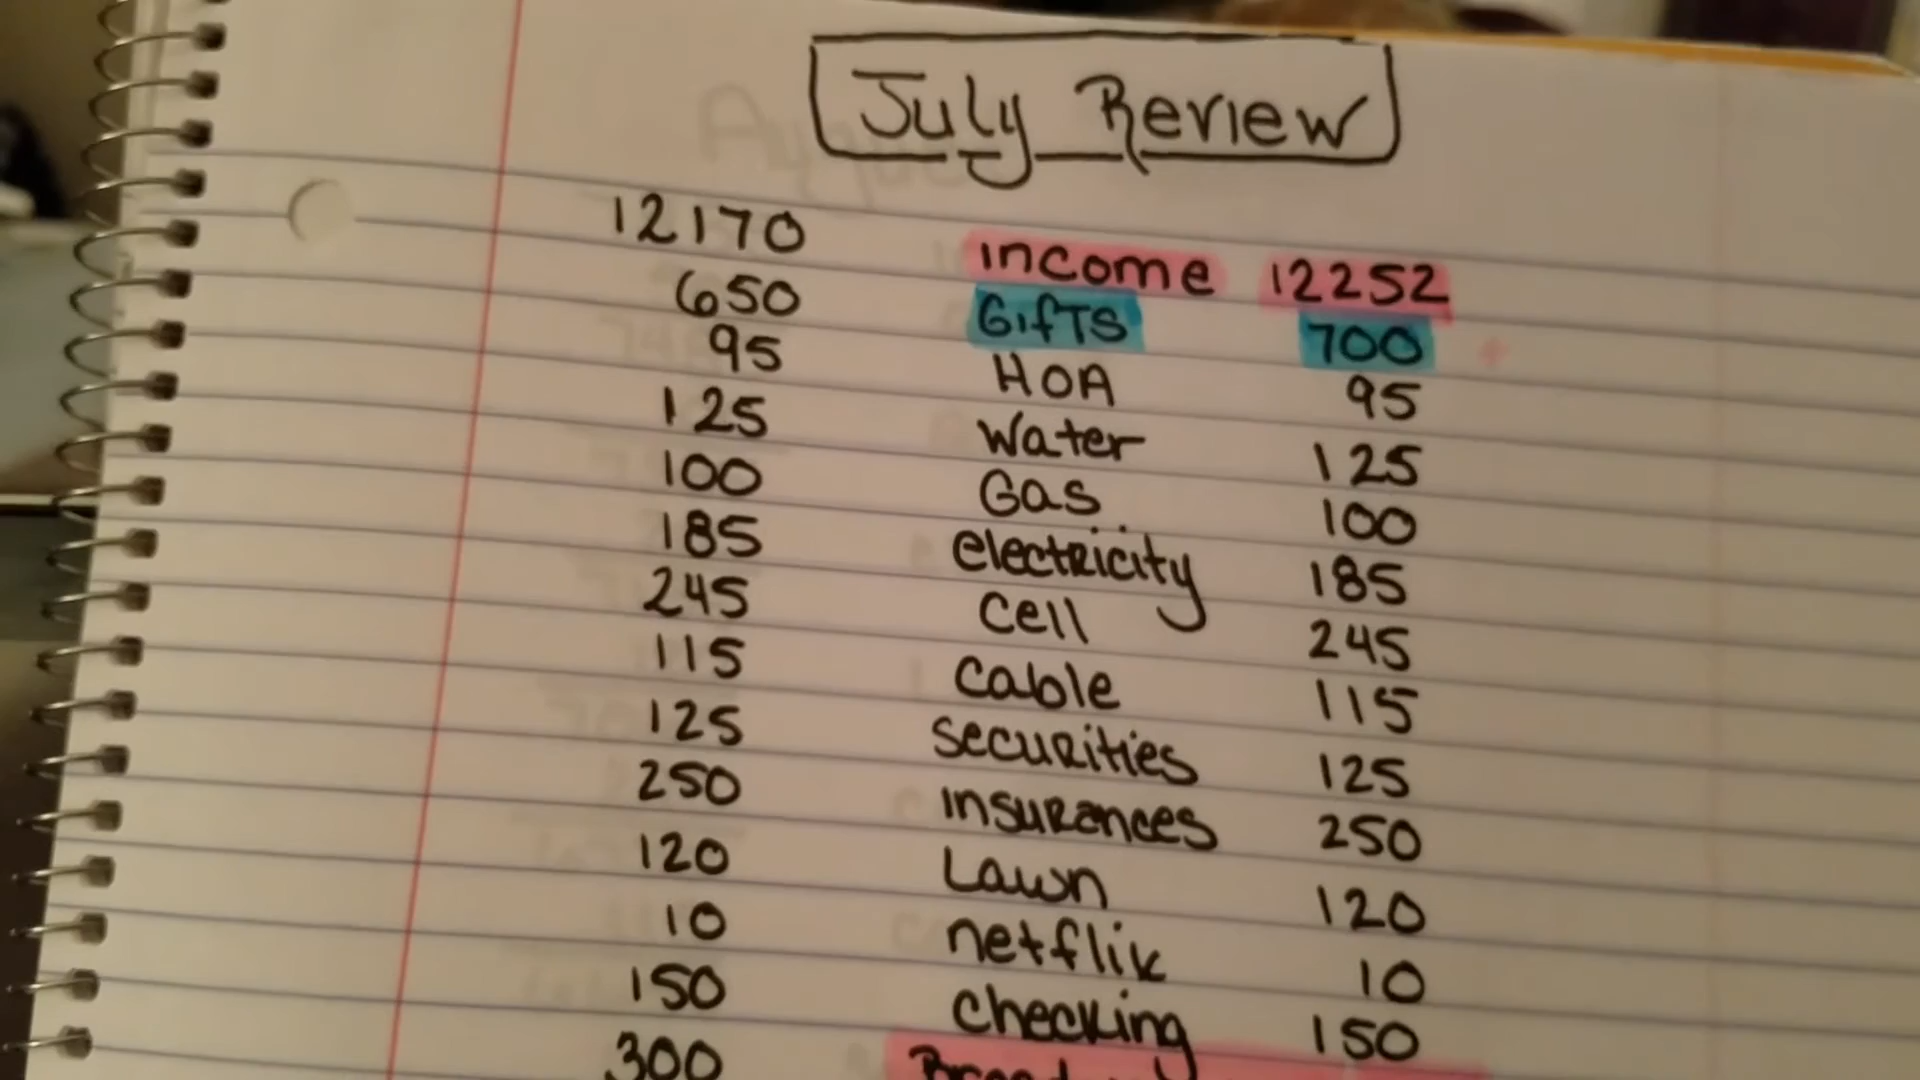 July Review
12170 income 12252
650 GifTS 700
95 HOA 95
125 Water 125
100 Gas 100
185 electricity 185
245 cell 245
115 cable 115
125 securities 125
250 insurances 250
120 Lawn 120
10 netflik 10
150 checking 150
300